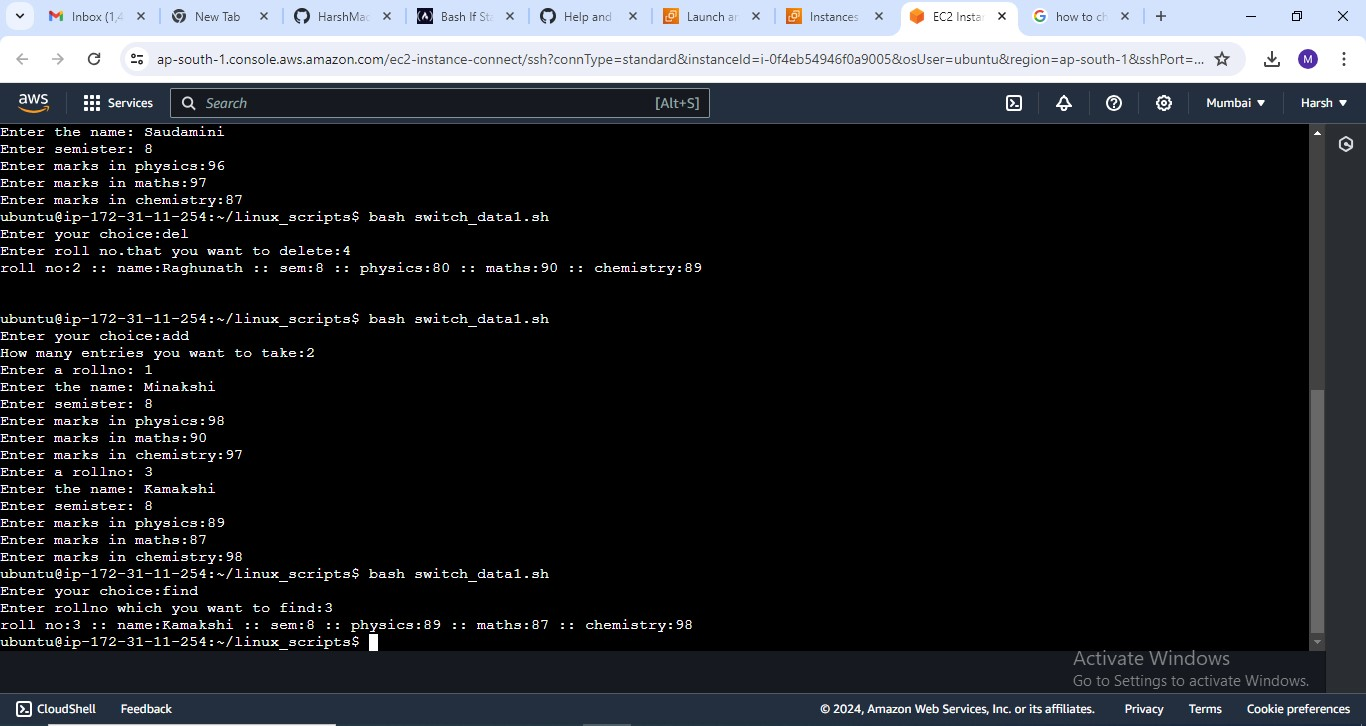 Inbox (1,4
New Tab
HarshMac
Bash If Sta
Help and
Launch an
Instances
EC2 Instan
how to ch
ap-south-1.console.aws.amazon.com/ec2-instance-connect/ssh?connType=standard&instanceId=i-0f4eb54946f0a9005&osUser=ubuntu&region=ap-south-1&sshPort=...
M
aws
Services
Search
[Alt+S]
Mumbai
Harsh
Enter the name: Saudamini
Enter semister: 8
Enter marks in physics:96
Enter marks in maths:97
Enter marks in chemistry:87
ubuntu@ip-172-31-11-254:~/linux_scripts$ bash switch_data1.sh
Enter your choice:del
Enter roll no.that you want to delete:4
roll no:2 :: name:Raghunath :: sem:8 :: physics:80 :: maths:90 :: chemistry:89
ubuntu@ip-172-31-11-254:~/linux_scripts$ bash switch_data1.sh
Enter your choice:add
How many entries you want to take:2
Enter a rollno: 1
Enter the name: Minakshi
Enter semister: 8
Enter marks in physics:98
Enter marks in maths:90
Enter marks in chemistry:97
Enter a rollno: 3
Enter the name: Kamakshi
Enter semister: 8
Enter marks in physics:89
Enter marks in maths:87
Enter marks in chemistry:98
ubuntu@ip-172-31-11-254:~/linux_scripts$ bash switch_data1.sh
Enter your choice:find
Enter rollno which you want to find:3
roll no:3 :: name:Kamakshi :: sem:8 :: physics:89 :: maths:87 :: chemistry:98
ubuntu@ip-172-31-11-254:~/linux_scripts$
Activate Windows
Go to Settings to activate Windows.
CloudShell
Feedback
© 2024, Amazon Web Services, Inc. or its affiliates.
Privacy
Terms
Cookie preferences